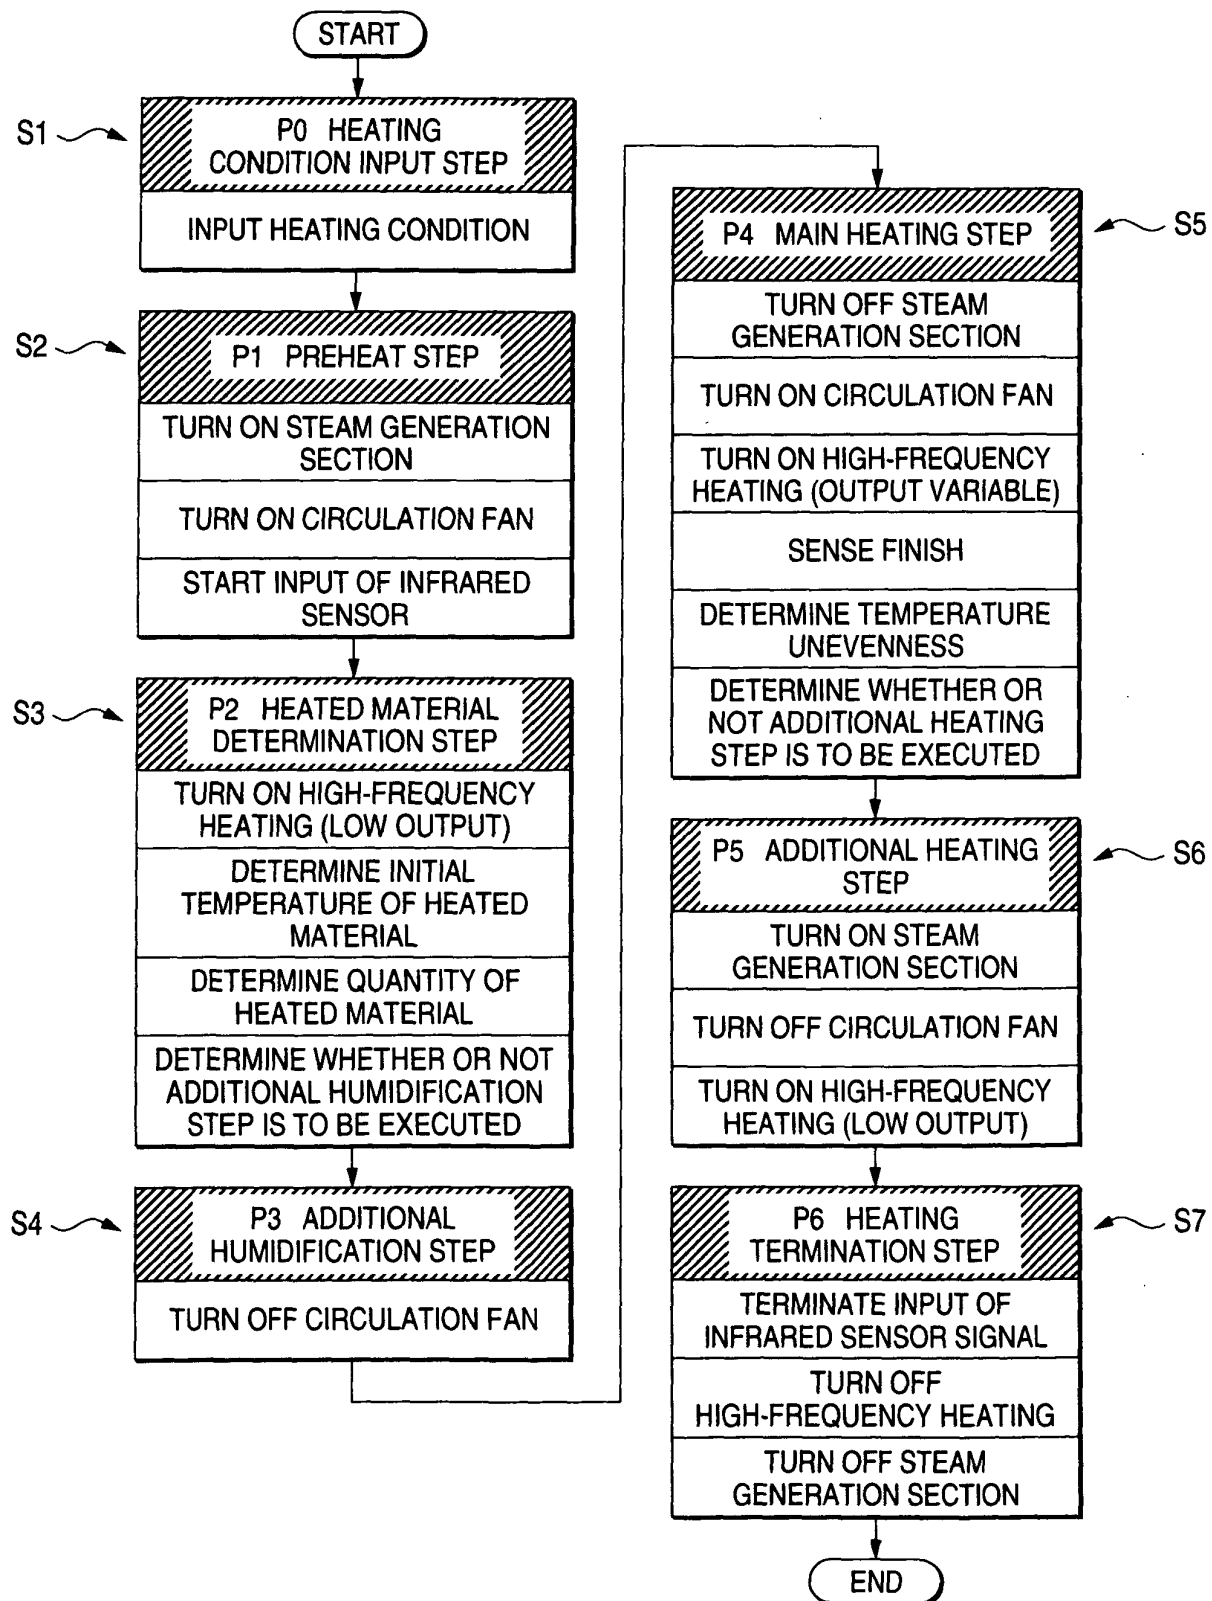 START
S1
P0 HEATING
CONDITION INPUT STEP
INPUT HEATING CONDITION
S2
P1 PREHEAT STEP
TURN ON STEAM GENERATION
SECTION
TURN ON CIRCULATION FAN
START INPUT OF INFRARED
SENSOR
S3
P2 HEATED MATERIAL
DETERMINATION STEP
TURN ON HIGH-FREQUENCY
HEATING (LOW OUTPUT)
DETERMINE INITIAL
TEMPERATURE OF HEATED
MATERIAL
DETERMINE QUANTITY OF
HEATED MATERIAL
DETERMINE WHETHER OR NOT
ADDITIONAL HUMIDIFICATION
STEP IS TO BE EXECUTED
S4
P3 ADDITIONAL
HUMIDIFICATION STEP
TURN OFF CIRCULATION FAN
P4 MAIN HEATING STEP
S5
TURN OFF STEAM
GENERATION SECTION
TURN ON CIRCULATION FAN
TURN ON HIGH-FREQUENCY
HEATING (OUTPUT VARIABLE)
SENSE FINISH
DETERMINE TEMPERATURE
UNEVENNESS
DETERMINE WHETHER OR
NOT ADDITIONAL HEATING
STEP IS TO BE EXECUTED
P5 ADDITIONAL HEATING
STEP
S6
TURN ON STEAM
GENERATION SECTION
TURN OFF CIRCULATION FAN
TURN ON HIGH-FREQUENCY
HEATING (LOW OUTPUT)
P6 HEATING
TERMINATION STEP
S7
TERMINATE INPUT OF
INFRARED SENSOR SIGNAL
TURN OFF
HIGH-FREQUENCY HEATING
TURN OFF STEAM
GENERATION SECTION
END